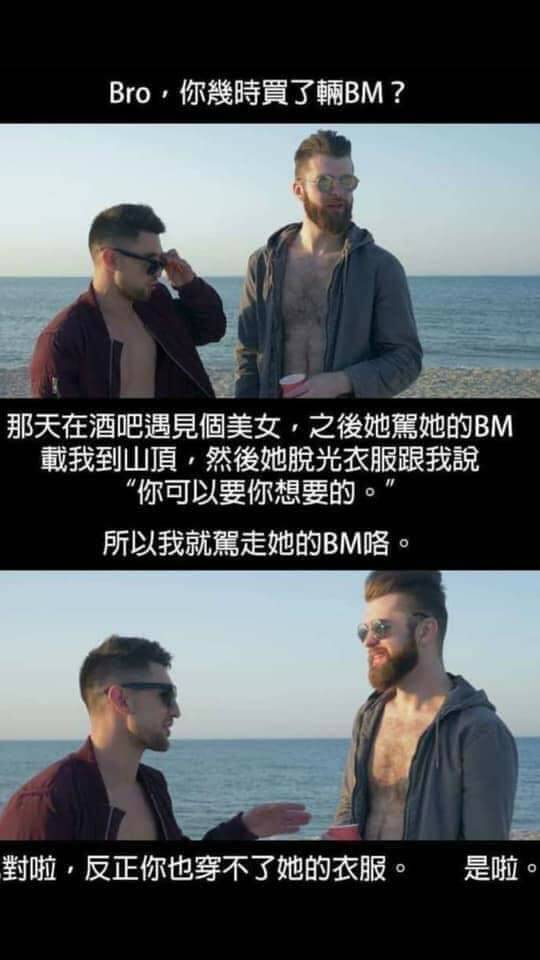 Bro，你幾時買了輛BM？
那天在酒吧遇見個美女，之後她駕她的BM
載我到山頂，然後她脫光衣服跟我說
“你可以要你想要的。”
所以我就駕走她的BM咯。
對啦，反正你也穿不了她的衣服。 是啦。